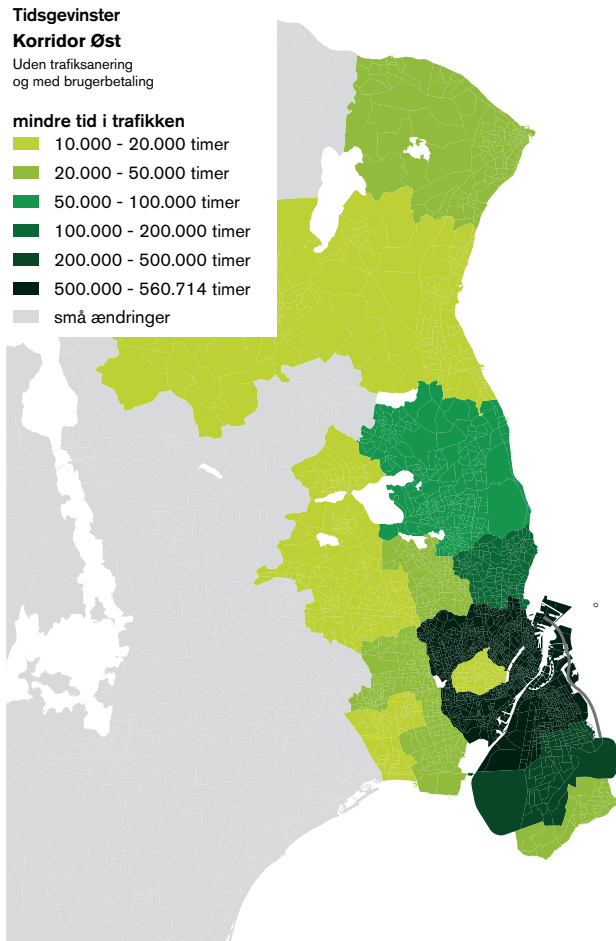 Tidsgevinster
Korridor Øst
Uden trafiksanering
og med brugerbetaling
mindre tid i trafikken
10.000 - 20.000 timer
20.000 - 50.000 timer
50.000 - 100.000 timer
100.000 - 200.000 timer
200.000 - 500.000 timer
500.000 - 560.714 timer
små ændringer